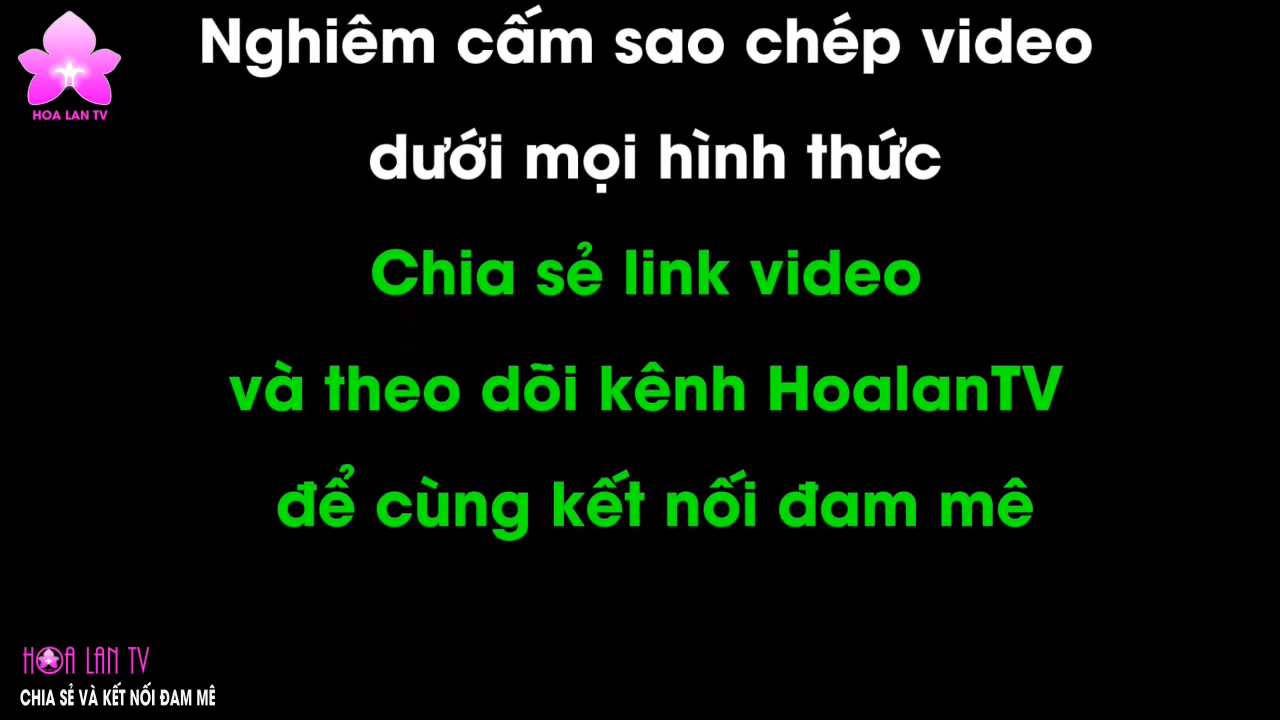 Nghiêm cấm sao chép video
HOA LAN TV
dưới mọi hình thức
Chia sẻ link video
và theo dõi kênh HoalanTV
để cùng kết nối đam mê
HOA LAN TV
CHIA SẺ VÀ KẾT NỐI ĐAM MÊ